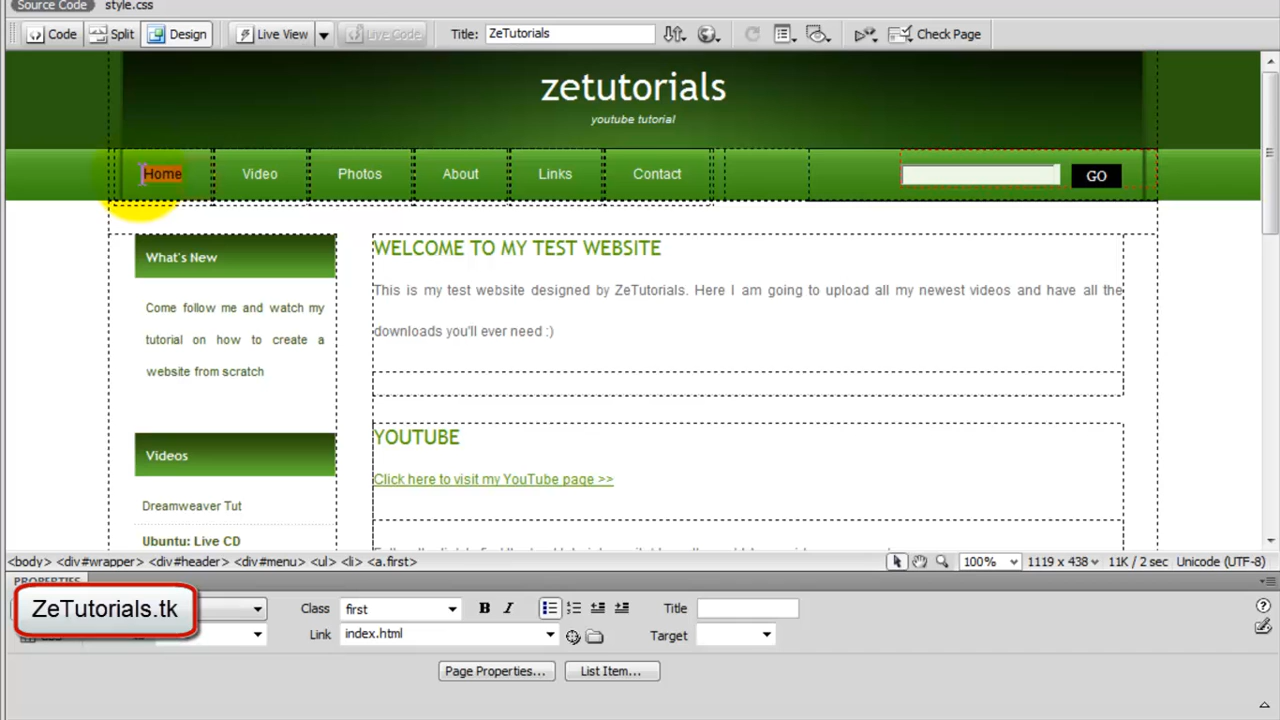 Source Code style.css
Code Split Design Live View Live Code Title: ZeTutorials Check Page
zetutorials
youtube tutorial
Home Video Photos About Links Contact GO
What's New
Come follow me and watch my
tutorial on how to create a
website from scratch
WELCOME TO MY TEST WEBSITE
This is my test website designed by ZeTutorials. Here I am going to upload all my newest videos and have all the
downloads you'll ever need :)
Videos
Dreamweaver Tut
Ubuntu: Live CD
YOUTUBE
Click here to visit my YouTube page >>
<body> <div#wrapper> <div#header> <div#menu> <ul> <li> <a.first> 100% 1119 x 438 11K / 2 sec Unicode (UTF-8)
PROPERTIES
ZeTutorials.tk
Class first B I Title
Link index.html Target
Page Properties... List Item...